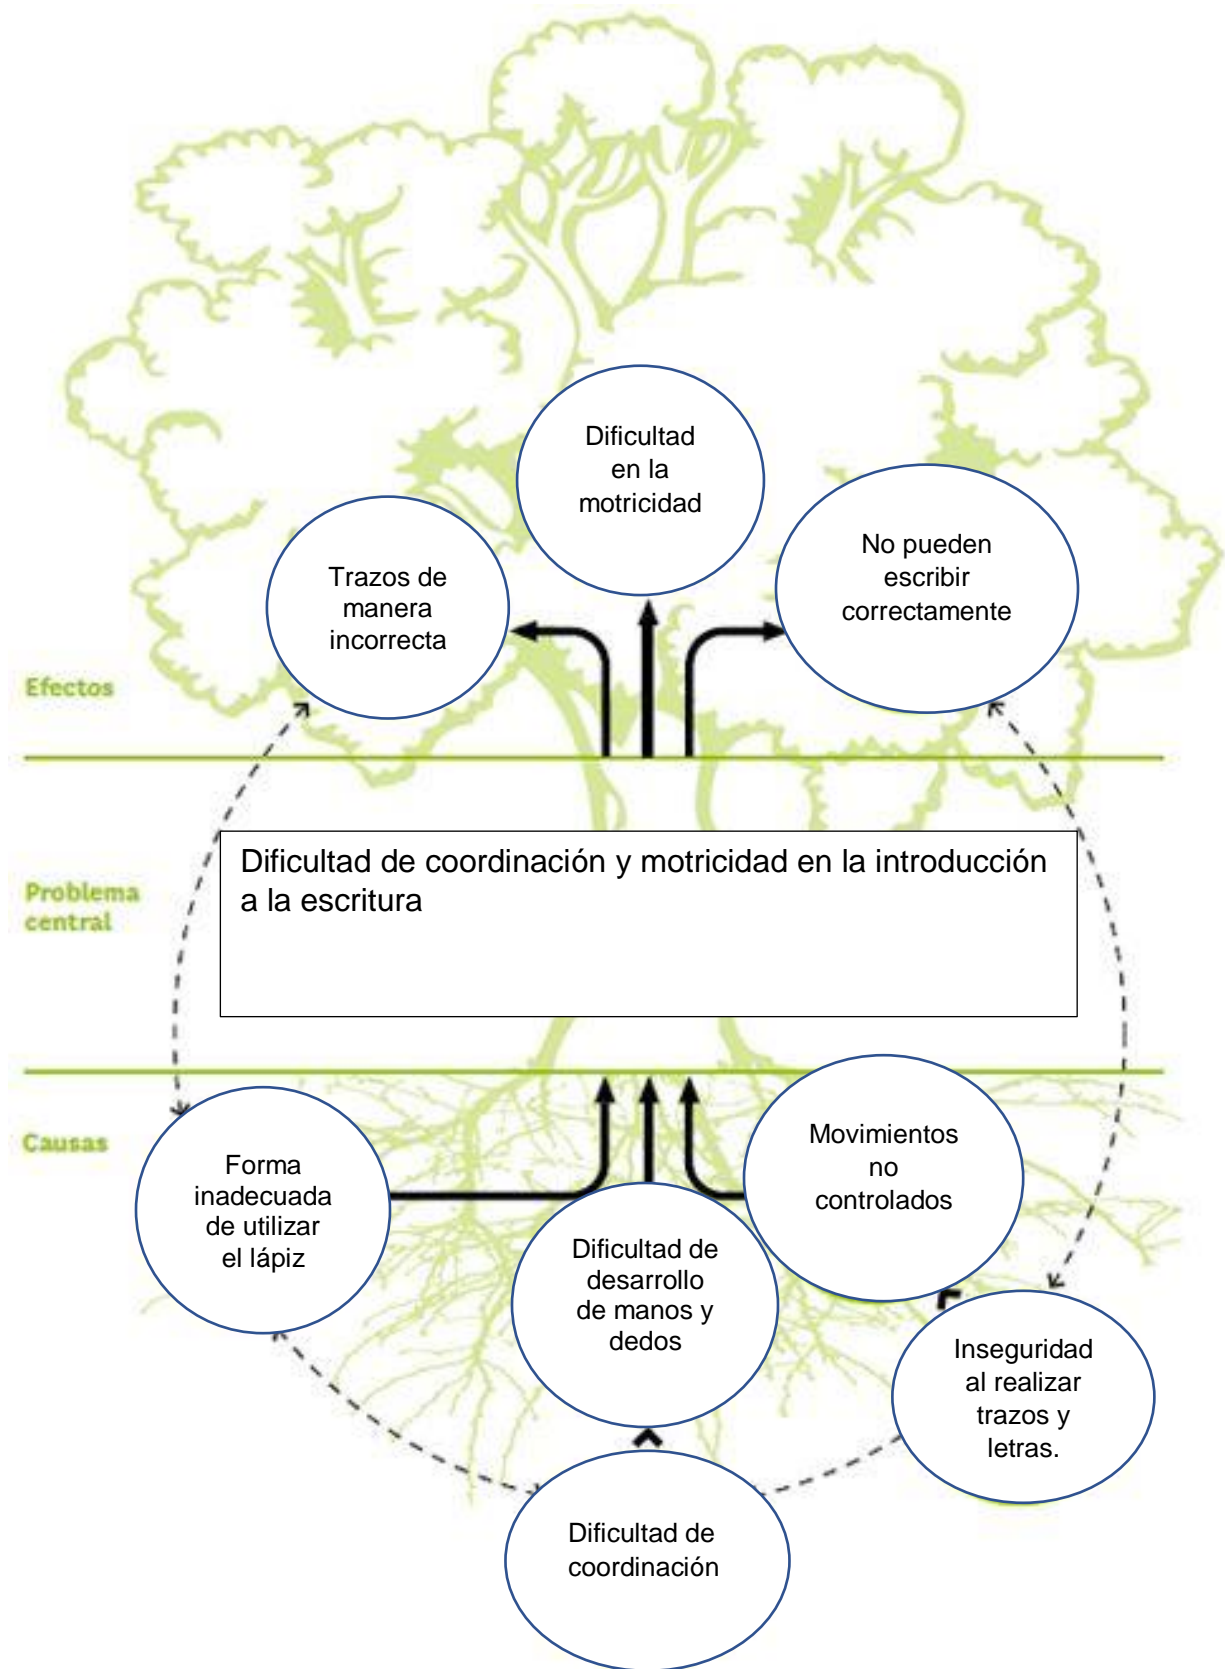 Dificultad
en la
motricidad
No pueden
escribir
correctamente
Trazos de
manera
incorrecta
Efectos
Dificultad de coordinación y motricidad en la introducción
a la escritura
Problema
central
Causas
Forma
inadecuada
de utilizar
el lápiz
Movimientos
no
controlados
Dificultad de
desarrollo
de manos y
dedos
Inseguridad
al realizar
trazos y
letras.
Dificultad de
coordinación